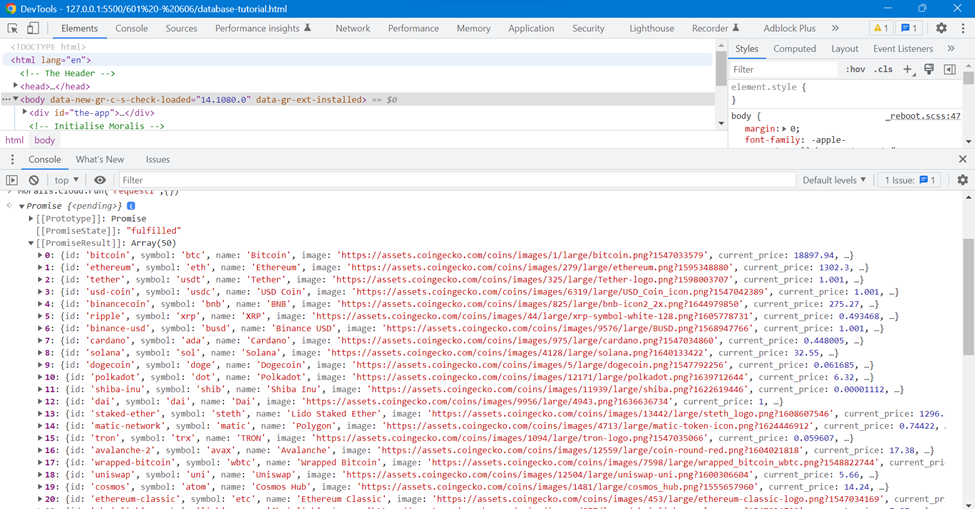 DevTools - 127.0.0.1:5500/601%20-%20606/database-tutorial.html
Elements Console Sources Performance insights Network Performance Memory Application Security Lighthouse Recorder Adblock Plus » 1 1
<!DOCTYPE html>
<html lang="en">
<!-- The Header -->
<head>…</head>
<body data-new-gr-c-s-check-loaded="14.1080.0" data-gr-ext-installed> == $0
<div id="the-app">…</div>
<!-- Initialise Moralis -->
html body
Styles Computed Layout Event Listeners »
Filter :hov .cls +
element.style {
}
body { _reboot.scss:47
margin: 0;
font-family: -apple-
Console What's New Issues
top Filter Default levels 1 Issue: 1
Moralis.Cloud.run("request1",{})
Promise {<pending>}
[[Prototype]]: Promise
[[PromiseState]]: "fulfilled"
[[PromiseResult]]: Array(50)
0: {id: 'bitcoin', symbol: 'btc', name: 'Bitcoin', image: 'https://assets.coingecko.com/coins/images/1/large/bitcoin.png?1547033579', current_price: 18897.94, …}
1: {id: 'ethereum', symbol: 'eth', name: 'Ethereum', image: 'https://assets.coingecko.com/coins/images/279/large/ethereum.png?1595348880', current_price: 1302.3, …}
2: {id: 'tether', symbol: 'usdt', name: 'Tether', image: 'https://assets.coingecko.com/coins/images/325/large/Tether-logo.png?1598003707', current_price: 1.001, …}
3: {id: 'usd-coin', symbol: 'usdc', name: 'USD Coin', image: 'https://assets.coingecko.com/coins/images/6319/large/USD_Coin_icon.png?1547042389', current_price: 1.001, …}
4: {id: 'binancecoin', symbol: 'bnb', name: 'BNB', image: 'https://assets.coingecko.com/coins/images/825/large/bnb-icon2_2x.png?1644979850', current_price: 275.27, …}
5: {id: 'ripple', symbol: 'xrp', name: 'XRP', image: 'https://assets.coingecko.com/coins/images/44/large/xrp-symbol-white-128.png?1605778731', current_price: 0.493468, …}
6: {id: 'binance-usd', symbol: 'busd', name: 'Binance USD', image: 'https://assets.coingecko.com/coins/images/9576/large/BUSD.png?1568947766', current_price: 1.001, …}
7: {id: 'cardano', symbol: 'ada', name: 'Cardano', image: 'https://assets.coingecko.com/coins/images/975/large/cardano.png?1547034860', current_price: 0.448005, …}
8: {id: 'solana', symbol: 'sol', name: 'Solana', image: 'https://assets.coingecko.com/coins/images/4128/large/solana.png?1640133422', current_price: 32.55, …}
9: {id: 'dogecoin', symbol: 'doge', name: 'Dogecoin', image: 'https://assets.coingecko.com/coins/images/5/large/dogecoin.png?1547792256', current_price: 0.061685, …}
10: {id: 'polkadot', symbol: 'dot', name: 'Polkadot', image: 'https://assets.coingecko.com/coins/images/12171/large/polkadot.png?1639712644', current_price: 6.32, …}
11: {id: 'shiba-inu', symbol: 'shib', name: 'Shiba Inu', image: 'https://assets.coingecko.com/coins/images/11939/large/shiba.png?1622619446', current_price: 0.00001112, …}
12: {id: 'dai', symbol: 'dai', name: 'Dai', image: 'https://assets.coingecko.com/coins/images/9956/large/4943.png?1636636734', current_price: 1, …}
13: {id: 'staked-ether', symbol: 'steth', name: 'Lido Staked Ether', image: 'https://assets.coingecko.com/coins/images/13442/large/steth_logo.png?1608607546', current_price: 1296.
14: {id: 'matic-network', symbol: 'matic', name: 'Polygon', image: 'https://assets.coingecko.com/coins/images/4713/large/matic-token-icon.png?1624446912', current_price: 0.74422, …
15: {id: 'tron', symbol: 'trx', name: 'TRON', image: 'https://assets.coingecko.com/coins/images/1094/large/tron-logo.png?1547035066', current_price: 0.059607, …}
16: {id: 'avalanche-2', symbol: 'avax', name: 'Avalanche', image: 'https://assets.coingecko.com/coins/images/12559/large/coin-round-red.png?1604021818', current_price: 17.38, …}
17: {id: 'wrapped-bitcoin', symbol: 'wbtc', name: 'Wrapped Bitcoin', image: 'https://assets.coingecko.com/coins/images/7598/large/wrapped_bitcoin_wbtc.png?1548822744', current_pri
18: {id: 'uniswap', symbol: 'uni', name: 'Uniswap', image: 'https://assets.coingecko.com/coins/images/12504/large/uniswap-uni.png?1600306604', current_price: 5.66, …}
19: {id: 'cosmos', symbol: 'atom', name: 'Cosmos Hub', image: 'https://assets.coingecko.com/coins/images/1481/large/cosmos_hub.png?1555657960', current_price: 14.24, …}
20: {id: 'ethereum-classic', symbol: 'etc', name: 'Ethereum Classic', image: 'https://assets.coingecko.com/coins/images/453/large/ethereum-classic-logo.png?1547034169', current_price